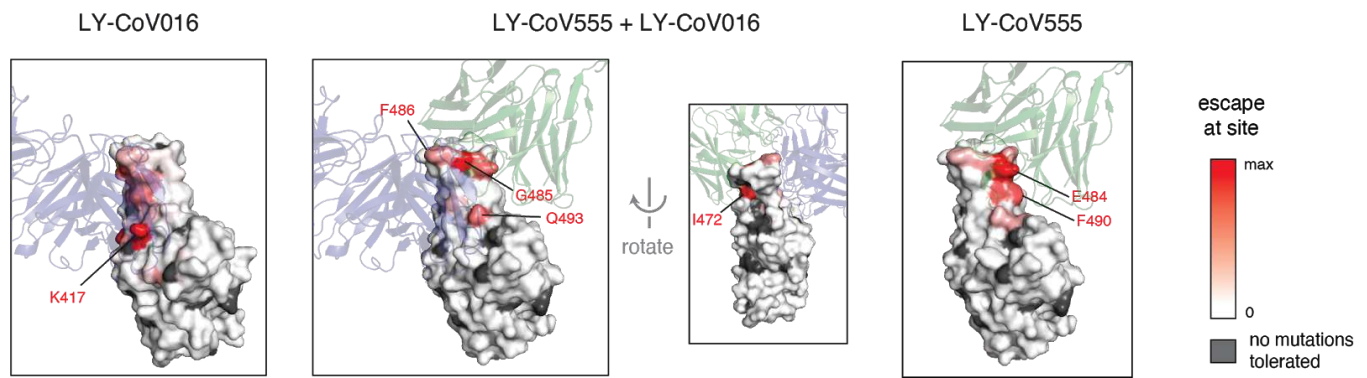 LY-CoV016
LY-CoV555 + LY-CoV016
LY-CoV555
K417
F486
G485
Q493
rotate
I472
E484
F490
escape
at site
max
0
no mutations
tolerated